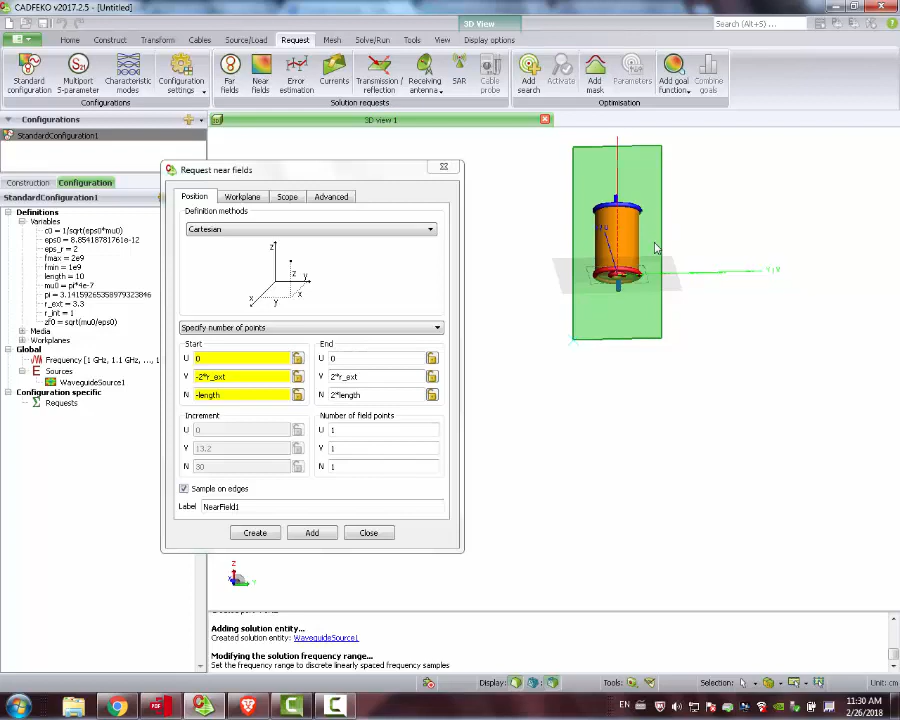 CADFEKO v2017.2.5 - [Untitled]
3D View
Home Construct Transform Cables Source/Load Request Mesh Solve/Run Tools View Display options
Search (Alt+S) ...
Standard configuration
Multiport S-parameter
Characteristic modes
Configuration settings
Far fields
Near fields
Error estimation
Currents
Transmission / reflection
Receiving antenna
SAR
Cable probe
Add search
Activate
Add mask
Parameters
Add goal function
Combine goals
Configurations
Solution requests
Optimisation
Configurations
3D view 1
StandardConfiguration1
Construction Configuration
StandardConfiguration1
Definitions
Variables
c0 = 1/sqrt(eps0*mu0)
eps0 = 8.85418781761e-12
eps_r = 2
fmax = 2e9
fmin = 1e9
length = 10
mu0 = pi*4e-7
pi = 3.14159265358979323846
r_ext = 3.3
r_int = 1
zf0 = sqrt(mu0/eps0)
Media
Workplanes
Global
Frequency [1 GHz, 1.1 GHz, ...
Sources
WaveguideSource1
Configuration specific
Requests
Request near fields
Position Workplane Scope Advanced
Definition methods
Cartesian
z
z
y
x
x
y
Specify number of points
Start End
U 0 U 0
V -2*r_ext V 2*r_ext
N -length N 2*length
Increment Number of field points
U 0 U 1
V 13.2 V 1
N 30 N 1
Sample on edges
Label NearField1
Create Add Close
Z
X
Y
Adding solution entity...
Created solution entity: WaveguideSource1
Modifying the solution frequency range...
Set the frequency range to discrete linearly spaced frequency samples
Display: Tools: Selection: Unit: cm
EN
11:30 AM
2/26/2018